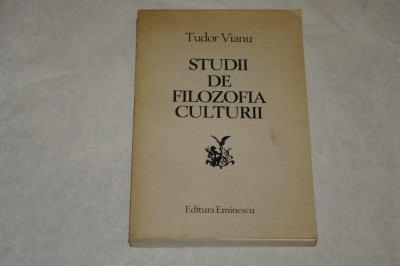 Tudor Vianu
STUDII
DE
FILOZOFIA
CULTURII
Editura Eminescu